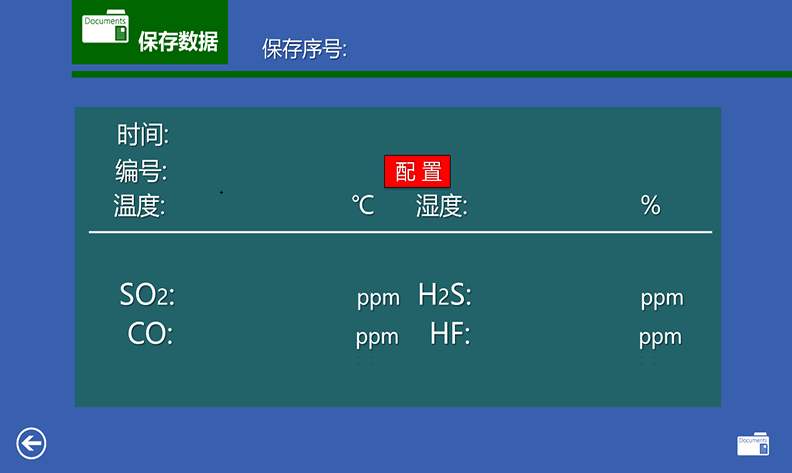 Documents
保存数据
保存序号:
时间:
编号:
配 置
温度: ℃ 湿度: %
SO2: ppm H2S: ppm
CO: ppm HF: ppm
Documents